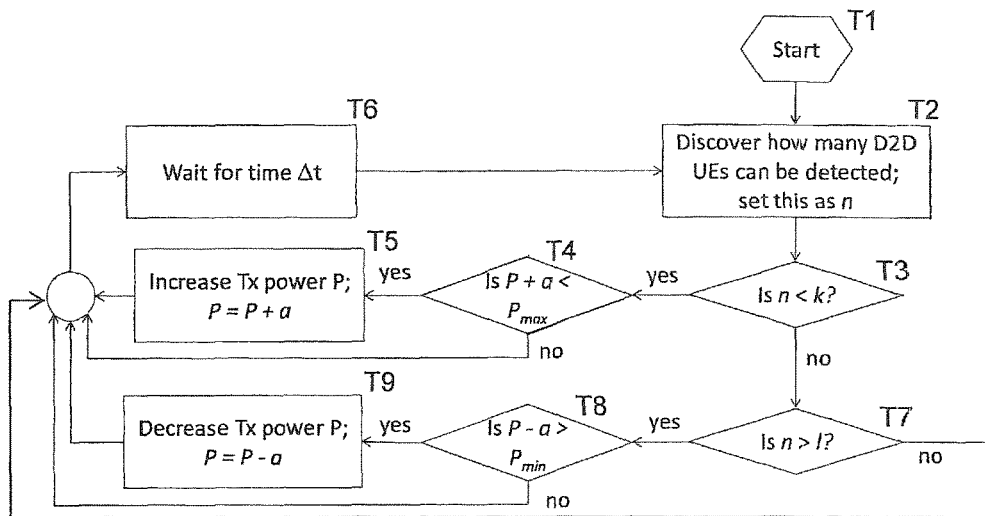 T1
Start
T2
Discover how many D2D
UEs can be detected;
set this as n
T6
Wait for time Δt
T5
Increase Tx power P;
P = P + a
yes
T4
Is P + a <
Pmax
no
yes
T3
Is n < k?
no
T9
Decrease Tx power P;
P = P - a
yes
T8
Is P - a >
Pmin
no
yes
T7
Is n > l?
no